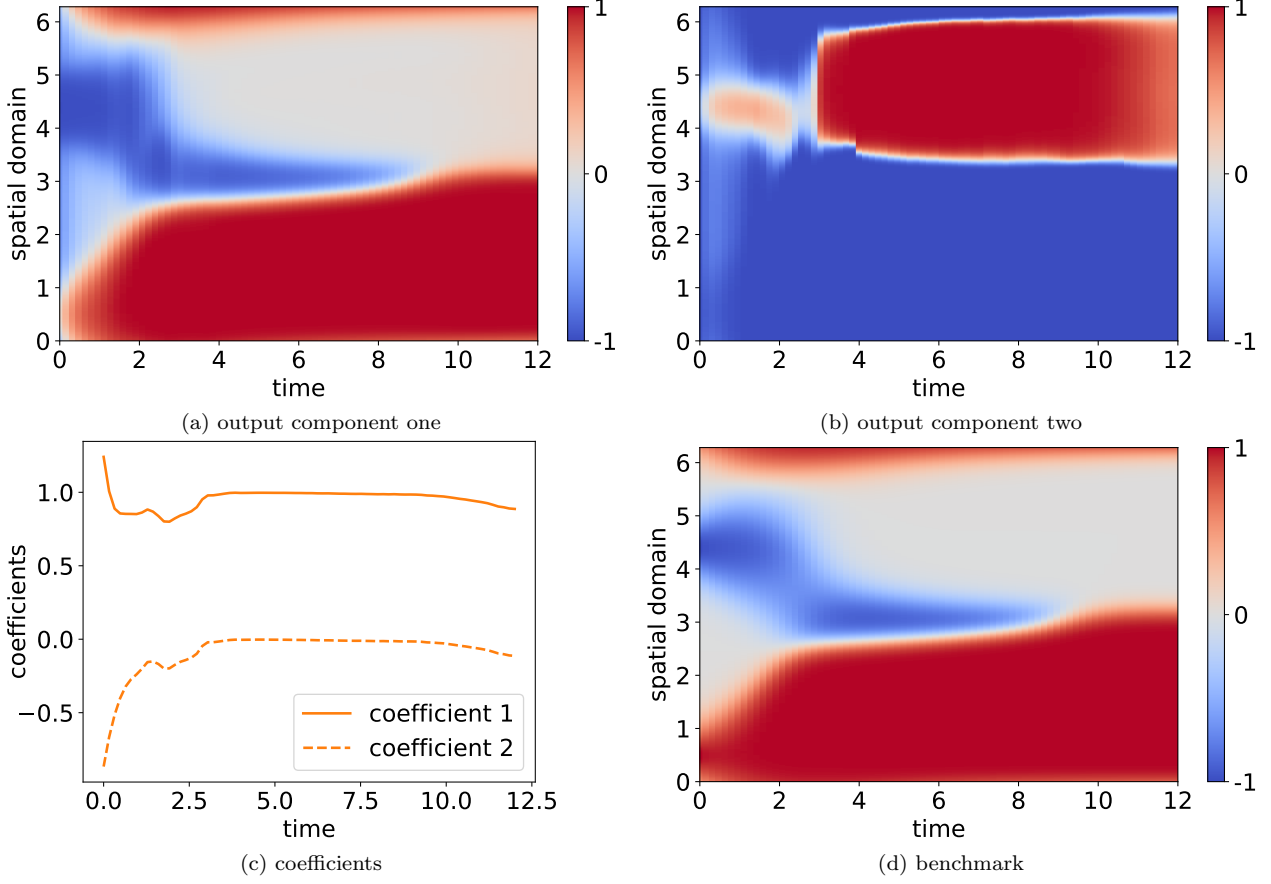 6
5
4
3
2
1
0
spatial domain
0 2 4 6 8 10 12
time
1
0
-1
(a) output component one
6
5
4
3
2
1
0
spatial domain
0 2 4 6 8 10 12
time
1
0
-1
(b) output component two
1.0
0.5
0.0
−0.5
coefficients
coefficient 1
coefficient 2
0.0 2.5 5.0 7.5 10.0 12.5
time
(c) coefficients
6
5
4
3
2
1
0
spatial domain
0 2 4 6 8 10 12
time
1
0
-1
(d) benchmark